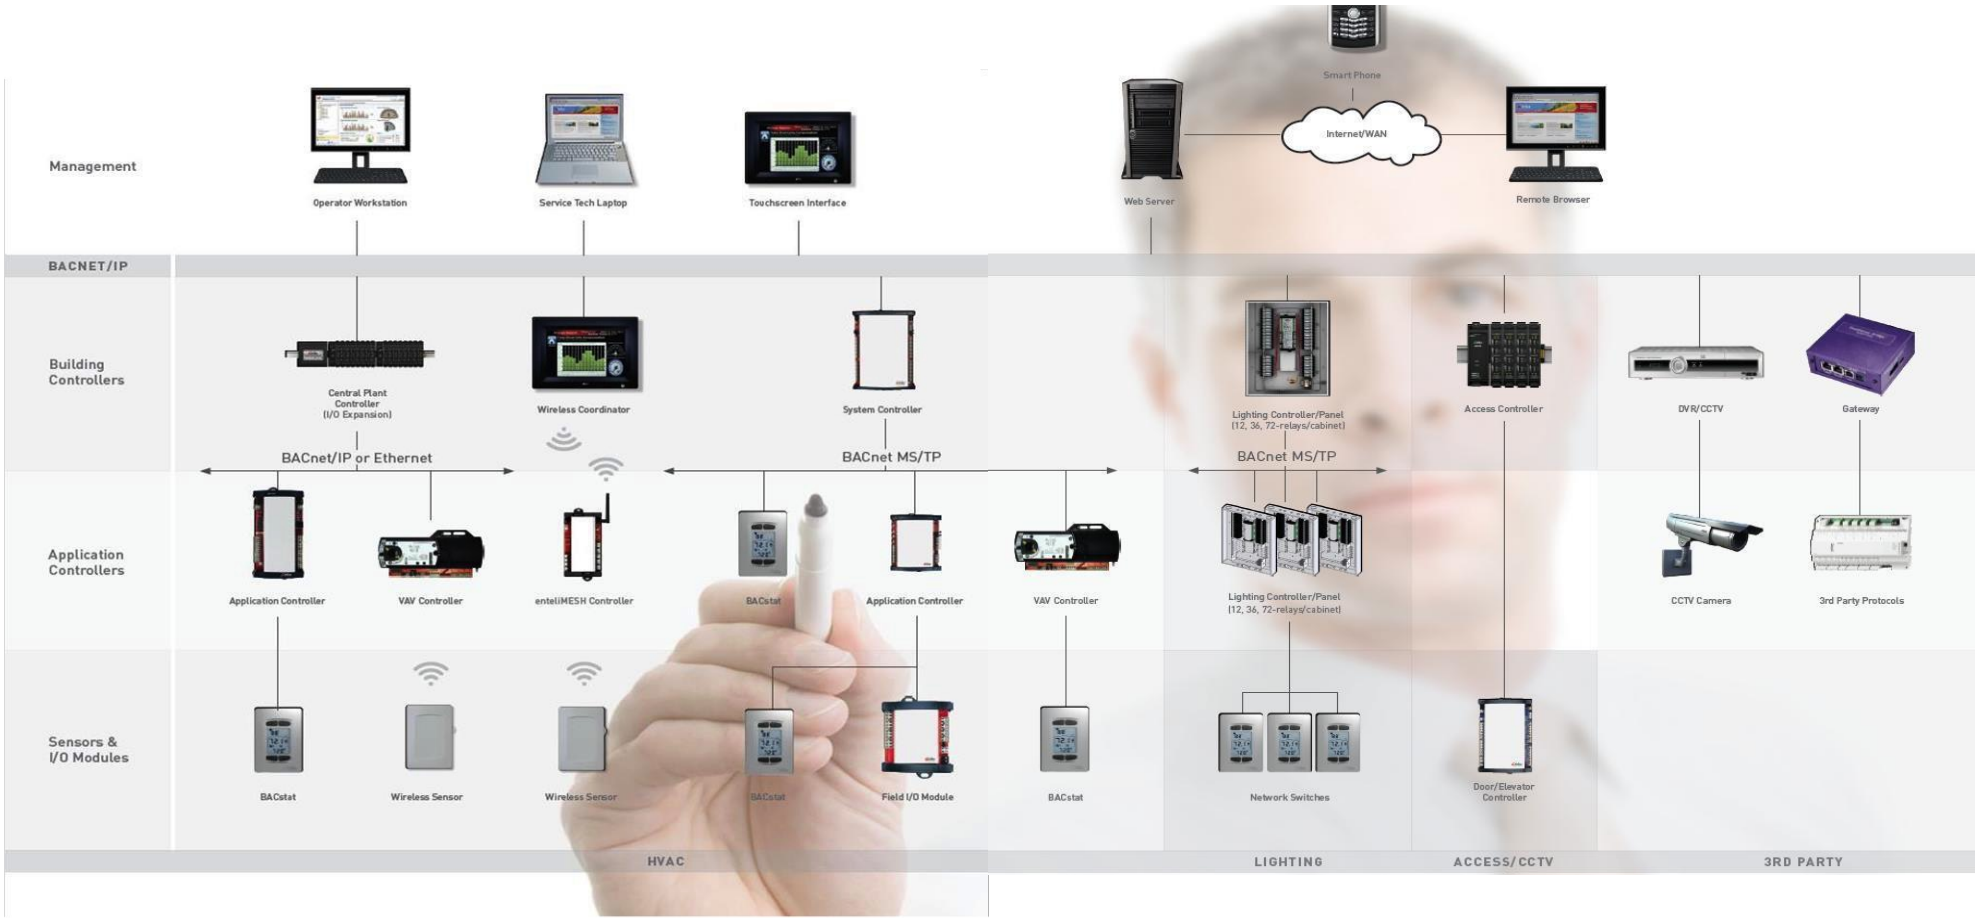 Smart Phone
Internet/WAN
Management
Operator Workstation
Service Tech Laptop
Touchscreen Interface
Web Server
Remote Browser
BACNET/IP
Building
Controllers
Central Plant
Controller
(I/O Expansion)
Wireless Coordinator
System Controller
Lighting Controller/Panel
(12, 36, 72-relays/cabinet)
Access Controller
DVR/CCTV
Gateway
BACnet/IP or Ethernet
BACnet MS/TP
BACnet MS/TP
Application
Controllers
Application Controller
VAV Controller
enteliMESH Controller
BACstat
Application Controller
VAV Controller
Lighting Controller/Panel
(12, 36, 72-relays/cabinet)
CCTV Camera
3rd Party Protocols
Sensors &
I/O Modules
BACstat
Wireless Sensor
Wireless Sensor
BACstat
Field I/O Module
BACstat
Network Switches
Door/Elevator
Controller
HVAC
LIGHTING
ACCESS/CCTV
3RD PARTY